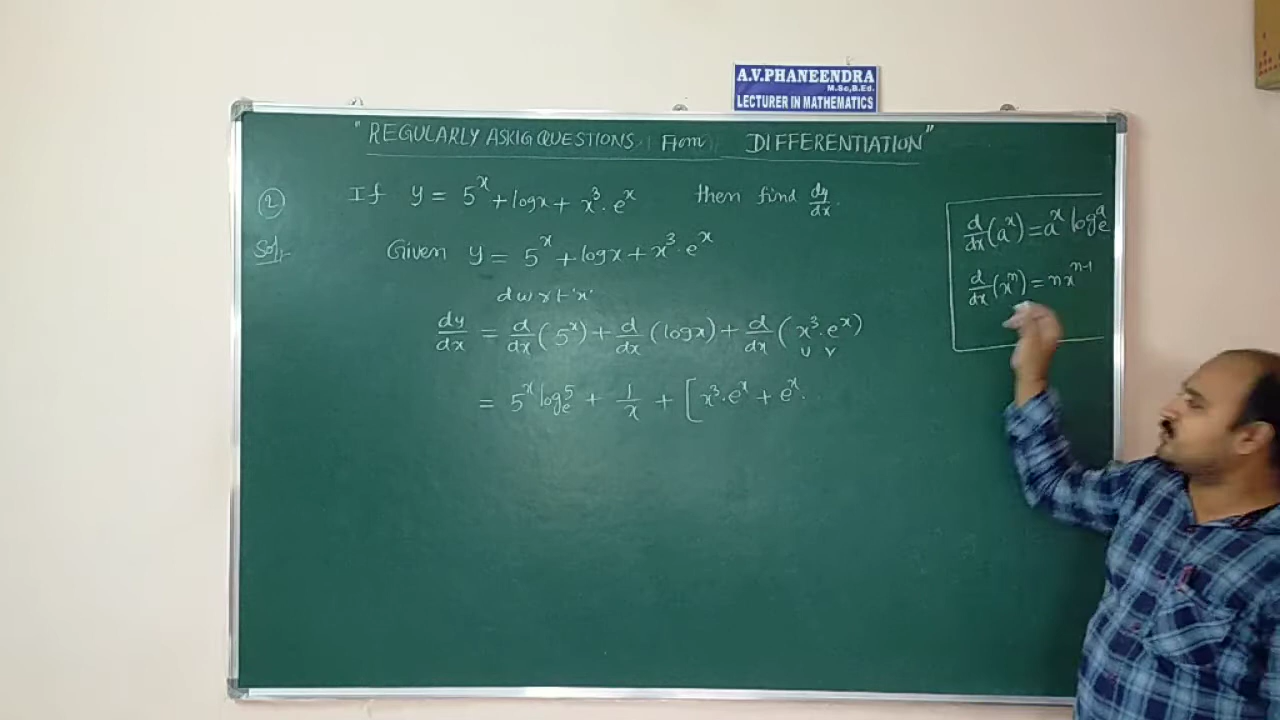 A.V.PHANEENDRA
M.Sc,B.Ed.
LECTURER IN MATHEMATICS
"REGULARLY ASKIG QUESTIONS From DIFFERENTIATION"
2 If y = 5^x + log x + x^3 · e^x then find dy/dx.
Sol:- Given y = 5^x + log x + x^3 · e^x
d w r t 'x'
dy/dx = d/dx (5^x) + d/dx (log x) + d/dx (x^3 · e^x)
U V
= 5^x log_e^5 + 1/x + [x^3 · e^x + e^x ·
d/dx (a^x) = a^x log_e^a
d/dx (x^n) = n x^(n-1)